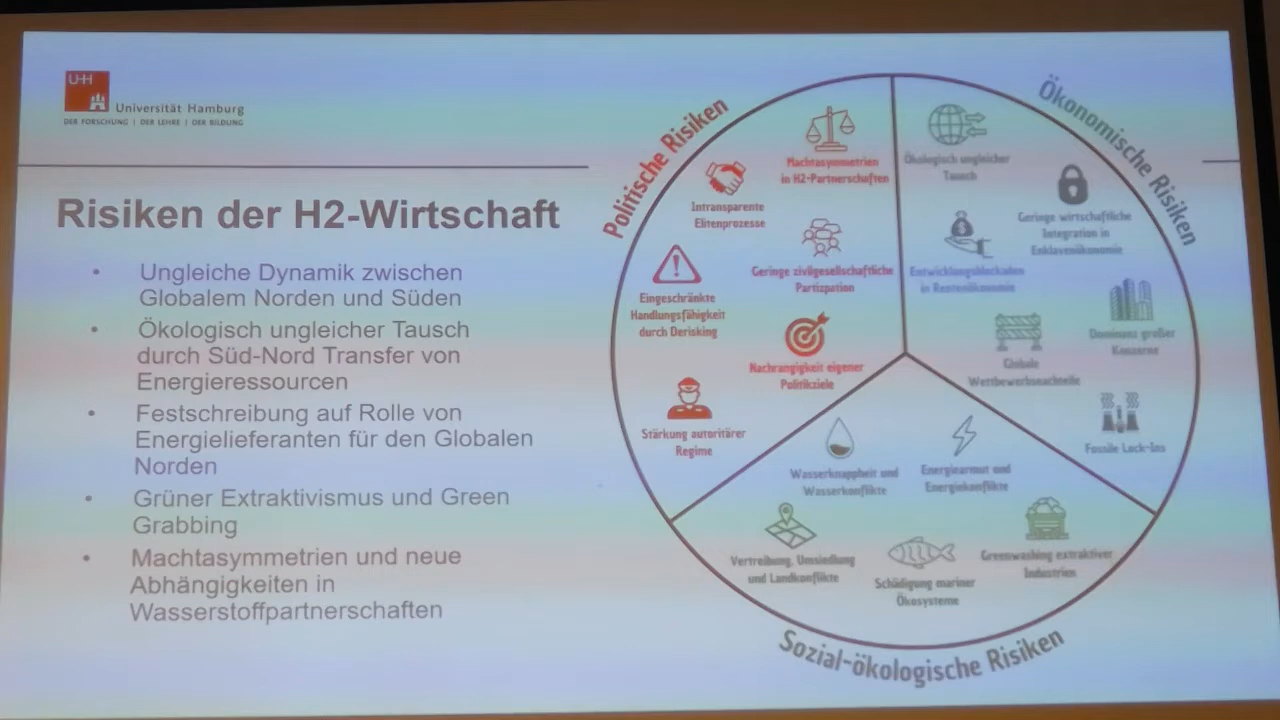 UHH
Universität Hamburg
DER FORSCHUNG | DER LEHRE | DER BILDUNG
Risiken der H2-Wirtschaft
• Ungleiche Dynamik zwischen
Globalem Norden und Süden
• Ökologisch ungleicher Tausch
durch Süd-Nord Transfer von
Energieressourcen
• Festschreibung auf Rolle von
Energielieferanten für den Globalen
Norden
• Grüner Extraktivismus und Green
Grabbing
• Machtasymmetrien und neue
Abhängigkeiten in
Wasserstoffpartnerschaften
Politische Risiken
Machtasymmetrien
in H2-Partnerschaften
Intransparente
Elitenprozesse
Geringe zivilgesellschaftliche
Partizpation
Eingeschränkte
Handlungsfähigkeit
durch Derisking
Nachrangigkeit eigener
Politikziele
Stärkung autoritärer
Regime
Ökonomische Risiken
Ökologisch ungleicher
Tausch
Geringe wirtschaftliche
Integration in
Enklavenökonomie
Entwicklungsblockaden
in Rentenökonomie
Dominanz großer
Konzerne
Globale
Wettbewerbsnachteile
Fossile Lock-Ins
Wasserknappheit und
Wasserkonflikte
Energiearmut und
Energiekonflikte
Vertreibung, Umsiedlung
und Landkonflikte
Schädigung mariner
Ökosysteme
Greenwashing extraktiver
Industrien
Sozial-ökologische Risiken